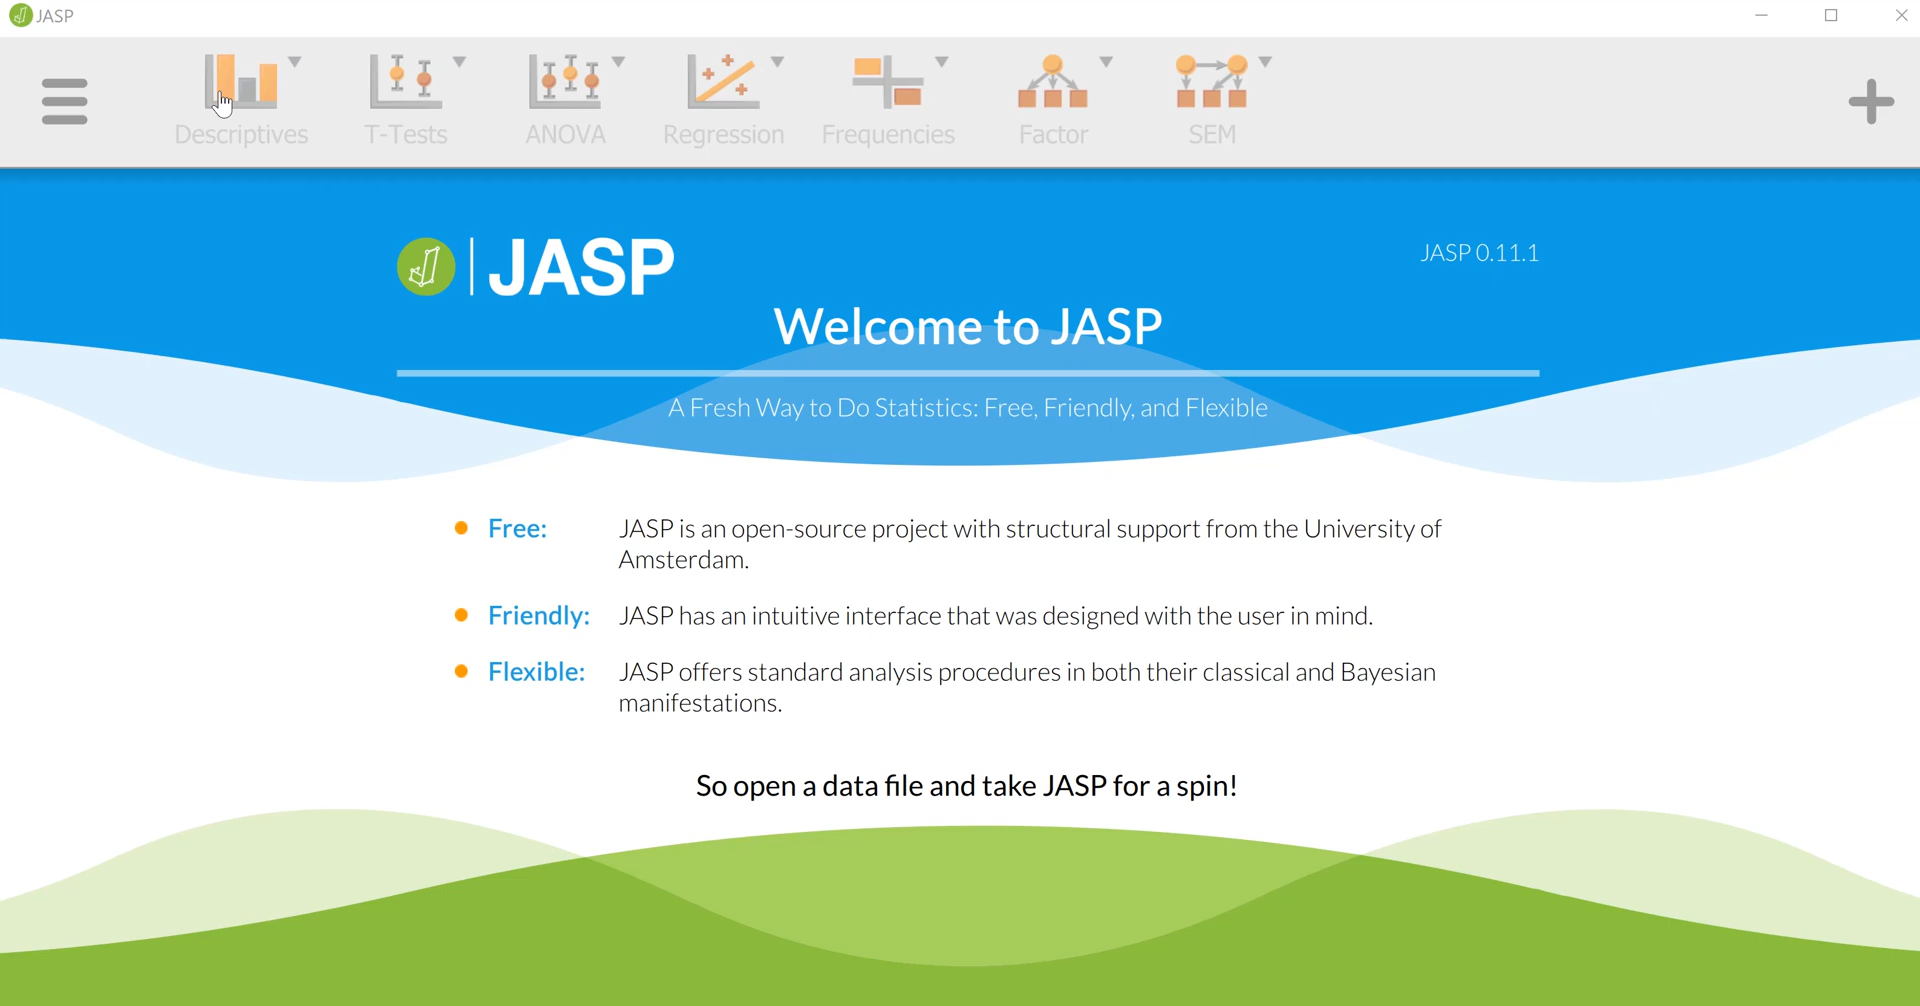 JASP
Descriptives
T-Tests
ANOVA
Regression
Frequencies
Factor
SEM
JASP
JASP 0.11.1
Welcome to JASP
A Fresh Way to Do Statistics: Free, Friendly, and Flexible
Free: JASP is an open-source project with structural support from the University of
Amsterdam.
Friendly: JASP has an intuitive interface that was designed with the user in mind.
Flexible: JASP offers standard analysis procedures in both their classical and Bayesian
manifestations.
So open a data file and take JASP for a spin!